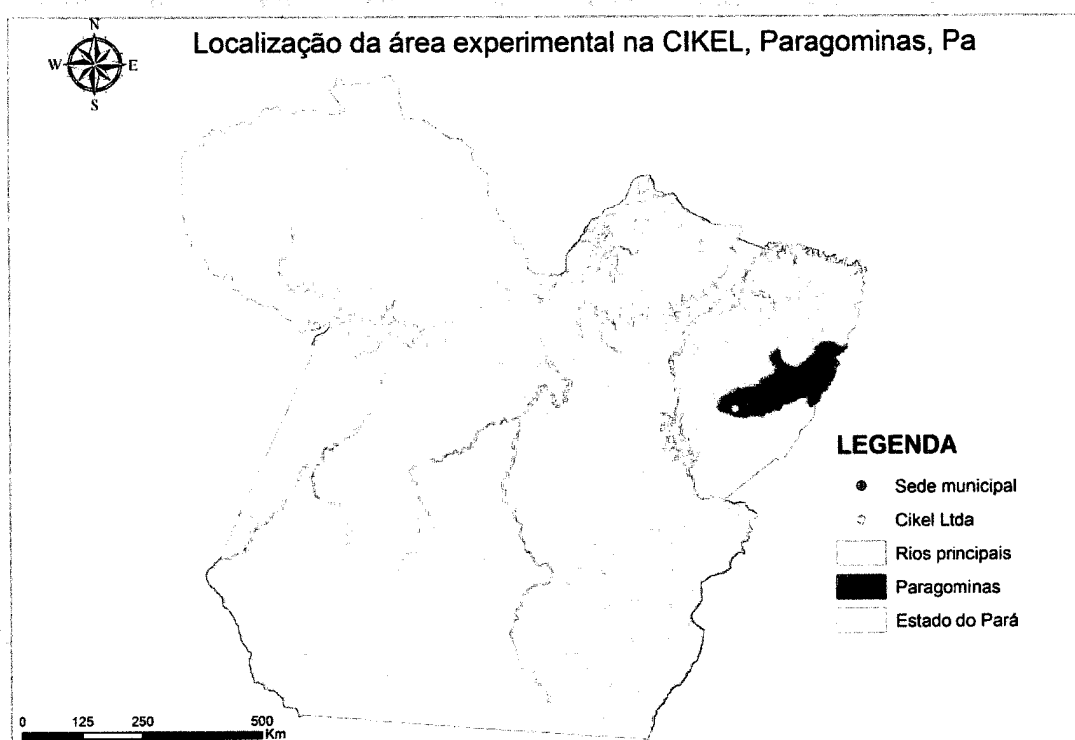 Localização da área experimental na CIKEL, Paragominas, Pa
N
W E
S
LEGENDA
Sede municipal
Cikel Ltda
Rios principais
Paragominas
Estado do Pará
0 125 250 500
Km